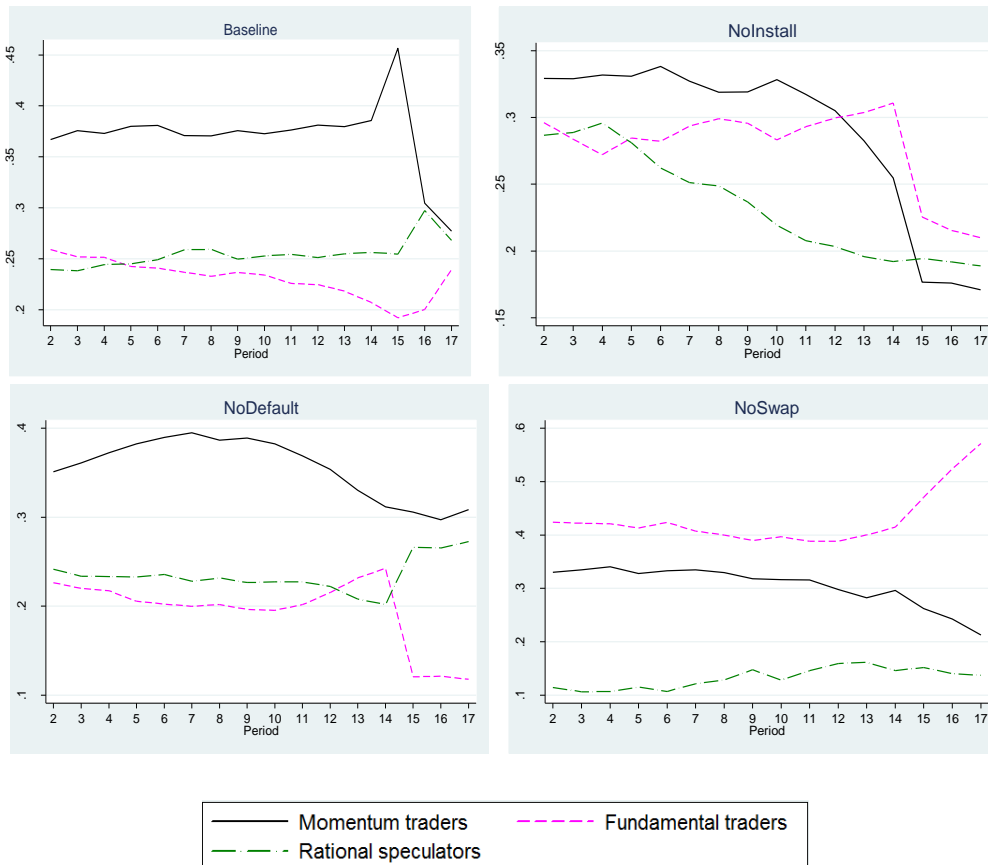 Baseline
.45
.4
.35
.3
.25
.2
2 3 4 5 6 7 8 9 10 11 12 13 14 15 16 17
Period
NoInstall
.35
.3
.25
.2
.15
2 3 4 5 6 7 8 9 10 11 12 13 14 15 16 17
Period
NoDefault
.4
.3
.2
.1
2 3 4 5 6 7 8 9 10 11 12 13 14 15 16 17
Period
NoSwap
.6
.5
.4
.3
.2
.1
2 3 4 5 6 7 8 9 10 11 12 13 14 15 16 17
Period
Momentum traders Fundamental traders
Rational speculators